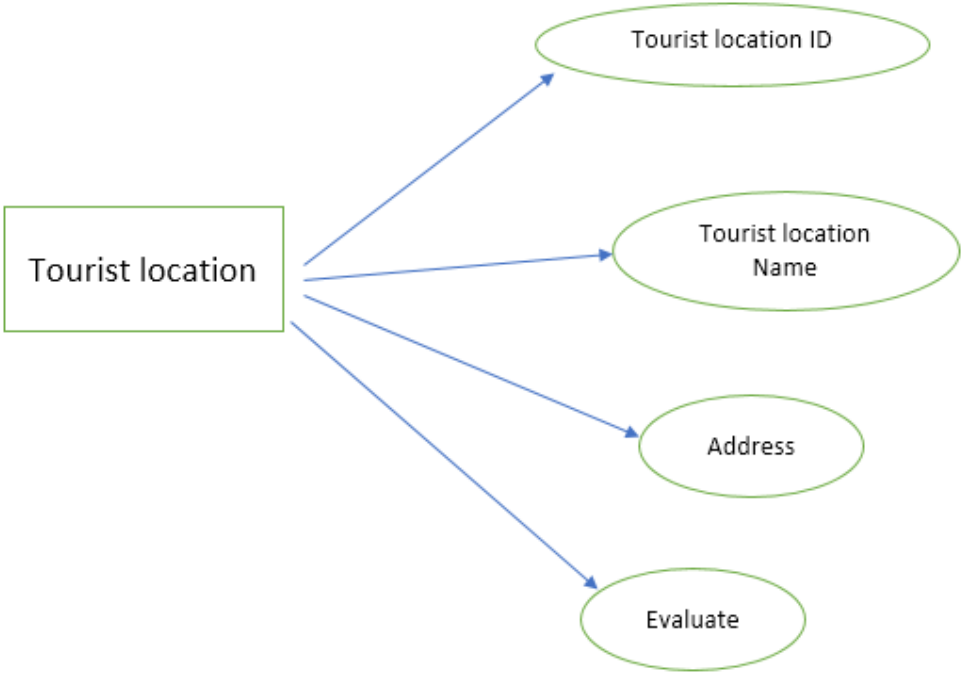 Tourist location ID
Tourist location
Name
Tourist location
Address
Evaluate